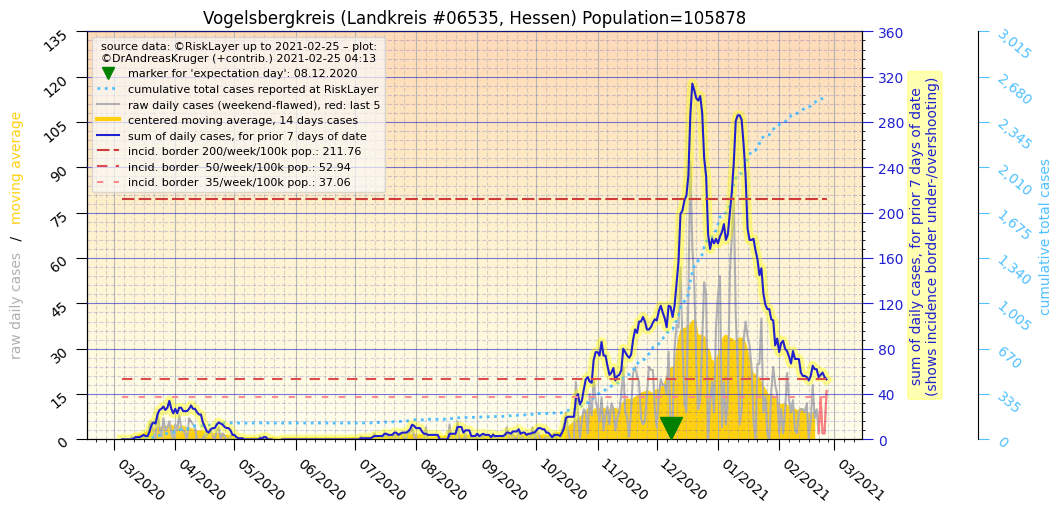 Vogelsbergkreis (Landkreis #06535, Hessen) Population=105878
source data: ©RiskLayer up to 2021-02-25 – plot:
©DrAndreasKruger (+contrib.) 2021-02-25 04:13
marker for 'expectation day': 08.12.2020
cumulative total cases reported at RiskLayer
raw daily cases (weekend-flawed), red: last 5
centered moving average, 14 days cases
sum of daily cases, for prior 7 days of date
incid. border 200/week/100k pop.: 211.76
incid. border  50/week/100k pop.: 52.94
incid. border  35/week/100k pop.: 37.06
raw daily cases  /  moving average
135
120
105
90
75
60
45
30
15
0
03/2020
04/2020
05/2020
06/2020
07/2020
08/2020
09/2020
10/2020
11/2020
12/2020
01/2021
02/2021
03/2021
360
320
280
240
200
160
120
80
40
0
sum of daily cases, for prior 7 days of date
(shows incidence border under-/overshooting)
3,015
2,680
2,345
2,010
1,675
1,340
1,005
670
335
0
cumulative total cases